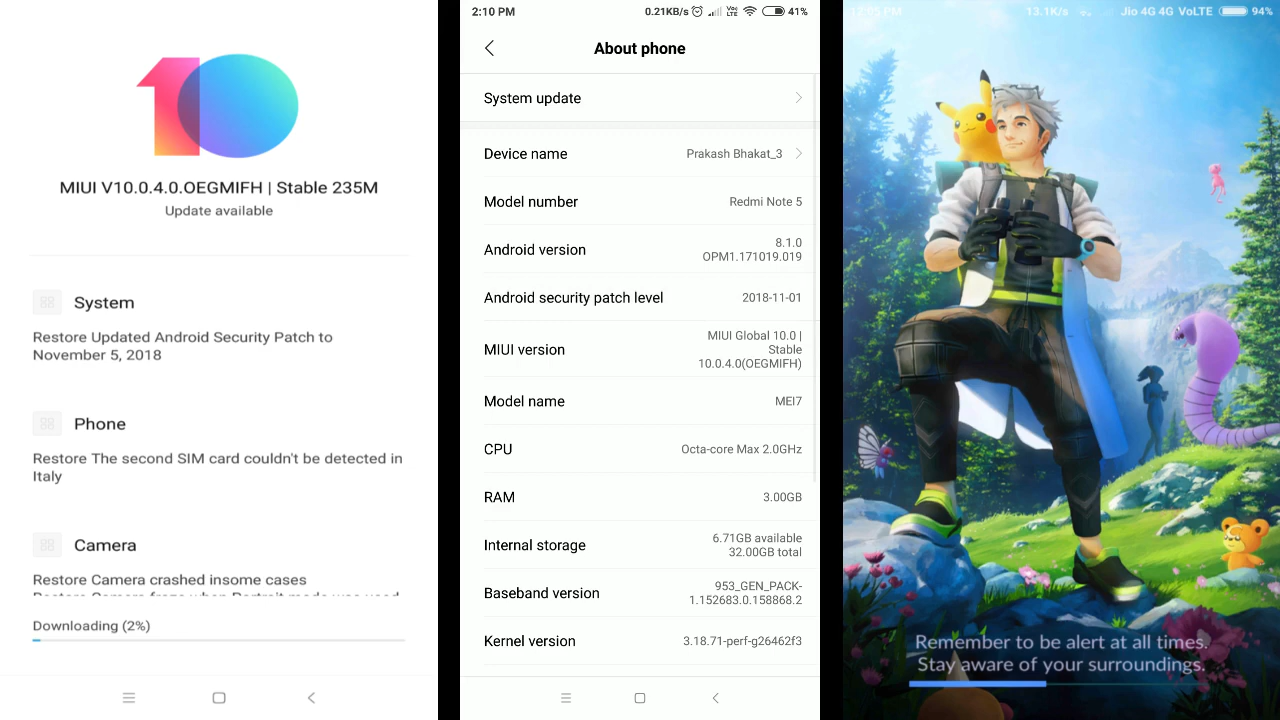 10
MIUI V10.0.4.0.OEGMIFH | Stable 235M
Update available
System
Restore Updated Android Security Patch to
November 5, 2018
Phone
Restore The second SIM card couldn't be detected in
Italy
Camera
Restore Camera crashed insome cases
Downloading (2%)
2:10 PM 0.21KB/s VoLTE 41%
About phone
System update
Device name Prakash Bhakat_3
Model number Redmi Note 5
Android version 8.1.0
OPM1.171019.019
Android security patch level 2018-11-01
MIUI version MIUI Global 10.0 |
Stable
10.0.4.0(OEGMIFH)
Model name MEI7
CPU Octa-core Max 2.0GHz
RAM 3.00GB
Internal storage 6.71GB available
32.00GB total
Baseband version 953_GEN_PACK-
1.152683.0.158868.2
Kernel version 3.18.71-perf-g26462f3
12:05 PM 13.1K/s Jio 4G 4G VoLTE 94%
Remember to be alert at all times.
Stay aware of your surroundings.